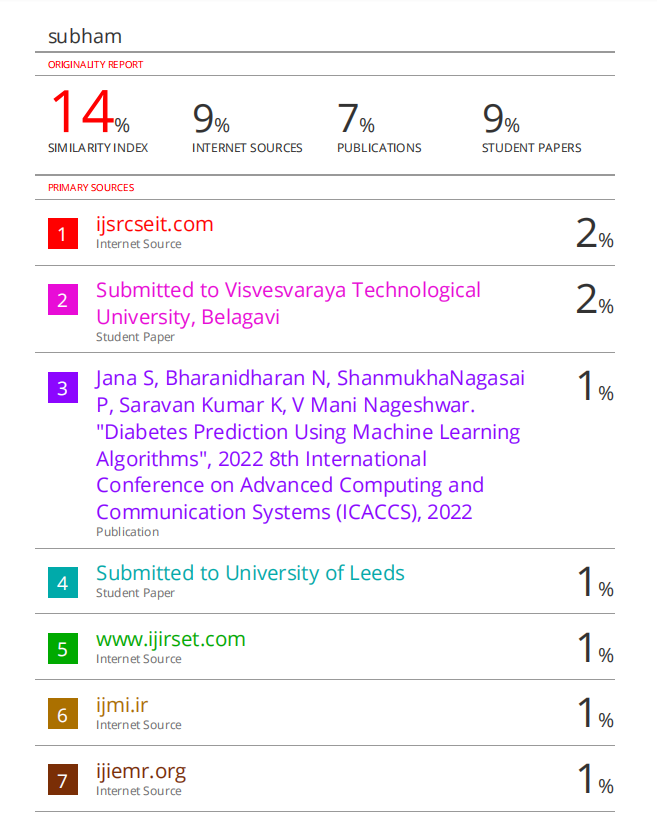 subham
ORIGINALITY REPORT
14%
SIMILARITY INDEX
9%
INTERNET SOURCES
7%
PUBLICATIONS
9%
STUDENT PAPERS
PRIMARY SOURCES
1
ijsrcseit.com
Internet Source
2%
2
Submitted to Visvesvaraya Technological
University, Belagavi
Student Paper
2%
3
Jana S, Bharanidharan N, ShanmukhaNagasai
P, Saravan Kumar K, V Mani Nageshwar.
"Diabetes Prediction Using Machine Learning
Algorithms", 2022 8th International
Conference on Advanced Computing and
Communication Systems (ICACCS), 2022
Publication
1%
4
Submitted to University of Leeds
Student Paper
1%
5
www.ijirset.com
Internet Source
1%
6
ijmi.ir
Internet Source
1%
7
ijiemr.org
Internet Source
1%